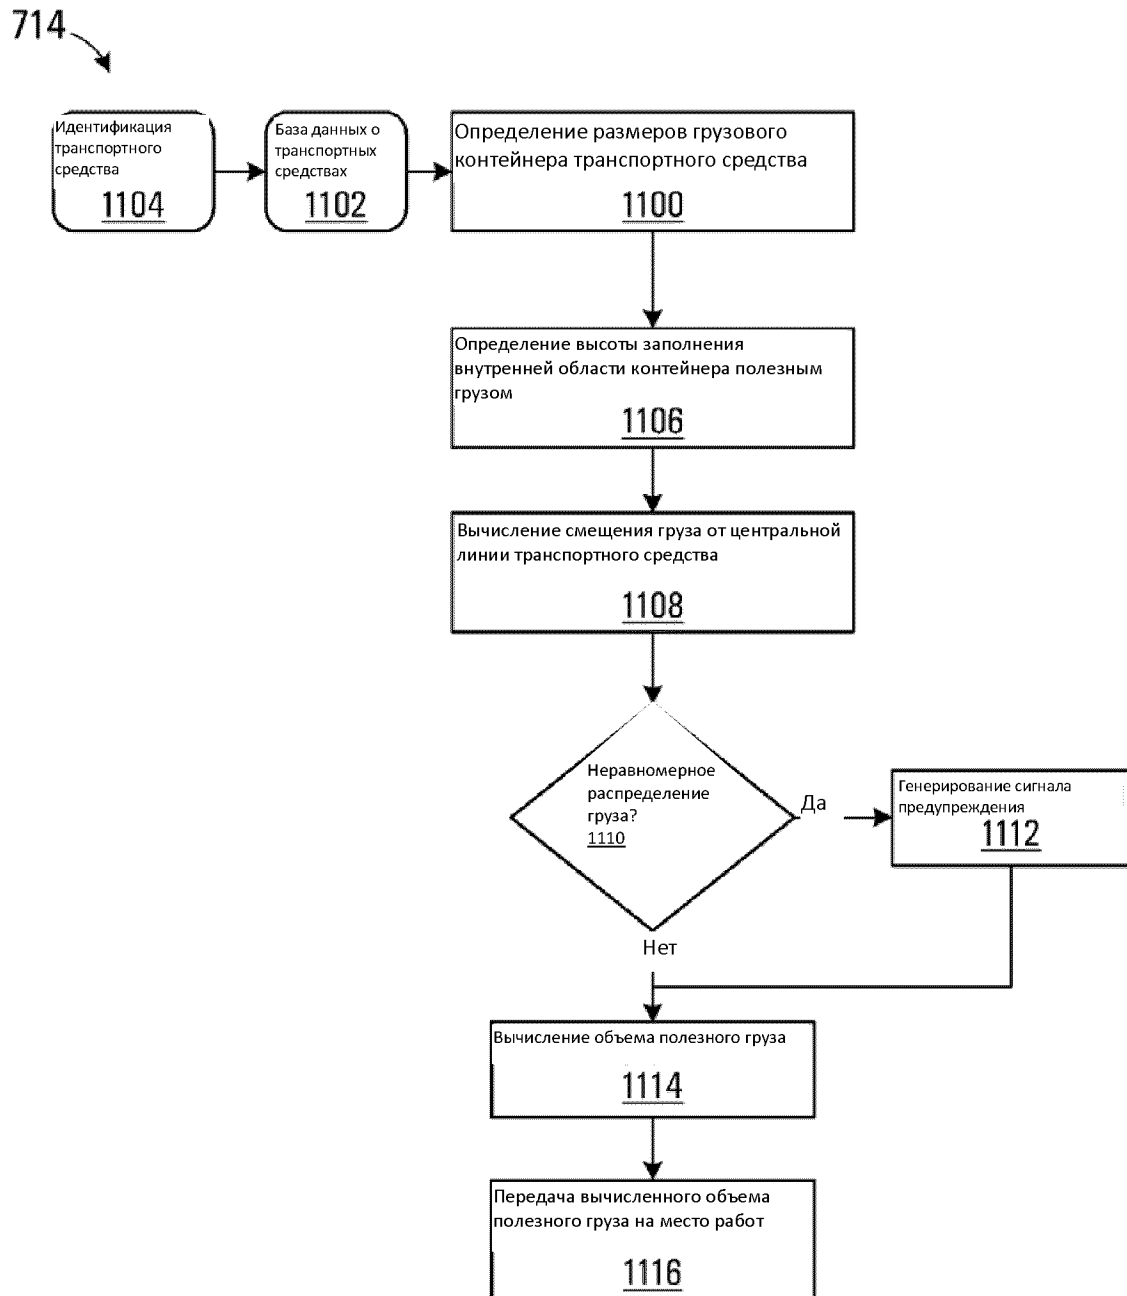 714
Идентификация
транспортного
средства
1104
База данных о
транспортных
средствах
1102
Определение размеров грузового
контейнера транспортного средства
1100
Определение высоты заполнения
внутренней области контейнера полезным
грузом
1106
Вычисление смещения груза от центральной
линии транспортного средства
1108
Неравномерное
распределение
груза?
1110
Да
Генерирование сигнала
предупреждения
1112
Нет
Вычисление объема полезного груза
1114
Передача вычисленного объема
полезного груза на место работ
1116